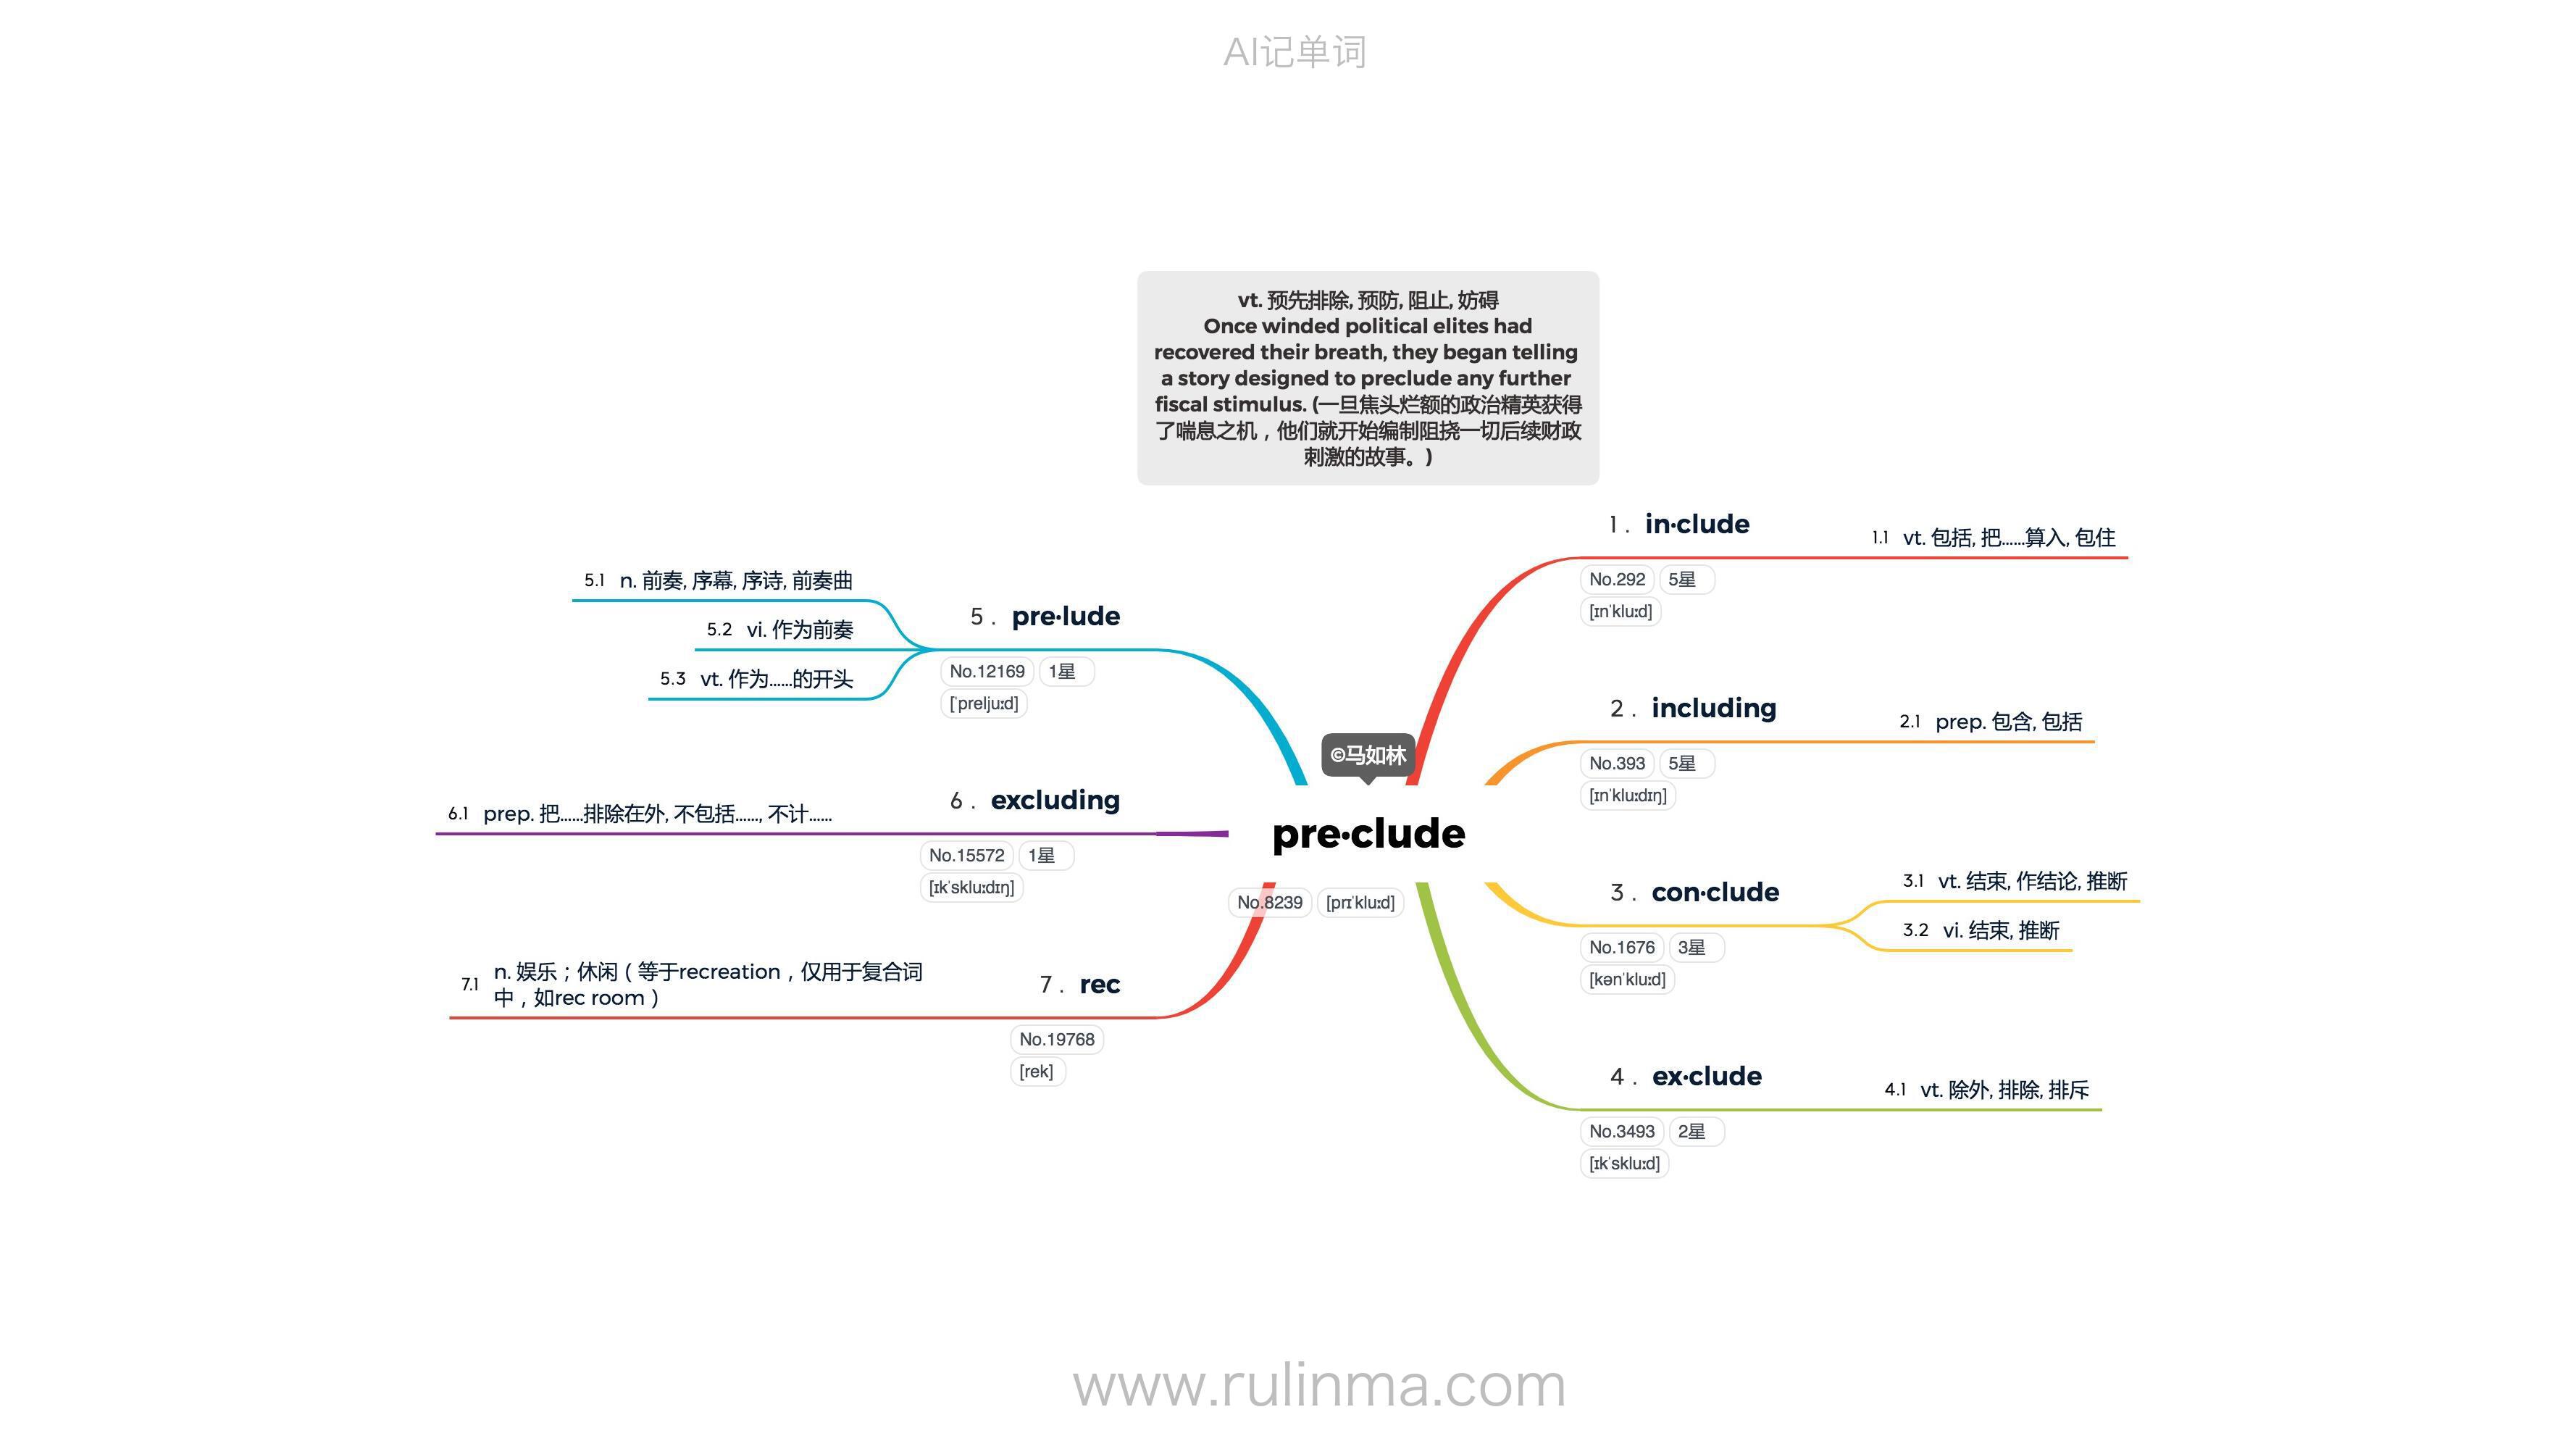 AI记单词
vt. 预先排除, 预防, 阻止, 妨碍
Once winded political elites had
recovered their breath, they began telling
a story designed to preclude any further
fiscal stimulus. (一旦焦头烂额的政治精英获得
了喘息之机，他们就开始编制阻挠一切后续财政
刺激的故事。)
©马如林
pre·clude
No.8239 [prɪˈkluːd]
1. in·clude
No.292 5星
[ɪnˈkluːd]
1.1 vt. 包括, 把……算入, 包住
2. including
No.393 5星
[ɪnˈkluːdɪŋ]
2.1 prep. 包含, 包括
3. con·clude
No.1676 3星
[kənˈkluːd]
3.1 vt. 结束, 作结论, 推断
3.2 vi. 结束, 推断
4. ex·clude
No.3493 2星
[ɪkˈskluːd]
4.1 vt. 除外, 排除, 排斥
5. pre·lude
No.12169 1星
[ˈpreljuːd]
5.1 n. 前奏, 序幕, 序诗, 前奏曲
5.2 vi. 作为前奏
5.3 vt. 作为……的开头
6. excluding
No.15572 1星
[ɪkˈskluːdɪŋ]
6.1 prep. 把……排除在外, 不包括……, 不计……
7. rec
No.19768
[rek]
7.1 n. 娱乐；休闲（等于recreation，仅用于复合词
中，如rec room）
www.rulinma.com